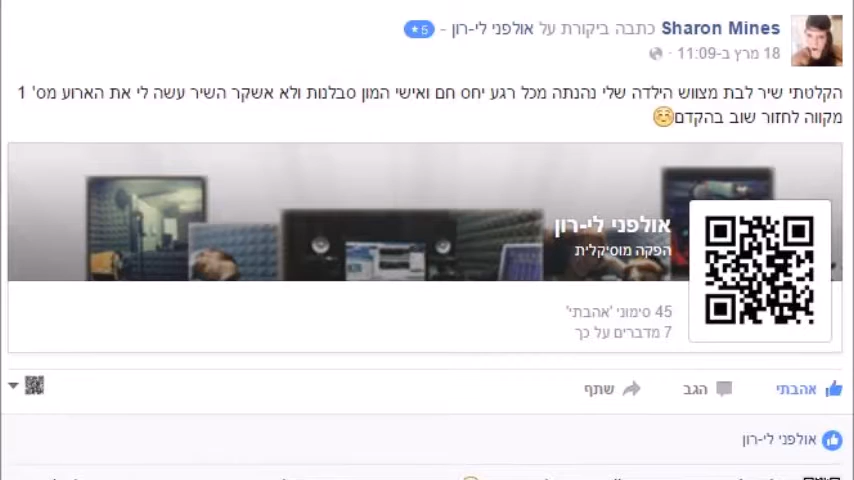 Sharon Mines כתבה ביקורת על אולפני לי-רון - 5★
18 מרץ ב-11:09 ·
הקלטתי שיר לבת מצווש הילדה שלי נהנתה מכל רגע יחס חם ואישי המון סבלנות ולא אשקר השיר עשה לי את הארוע מס' 1
מקווה לחזור שוב בהקדם☺️
אולפני לי-רון
הפקה מוסיקלית
45 סימוני 'אהבתי'
7 מדברים על כך
אהבתי הגב שתף
אולפני לי-רון